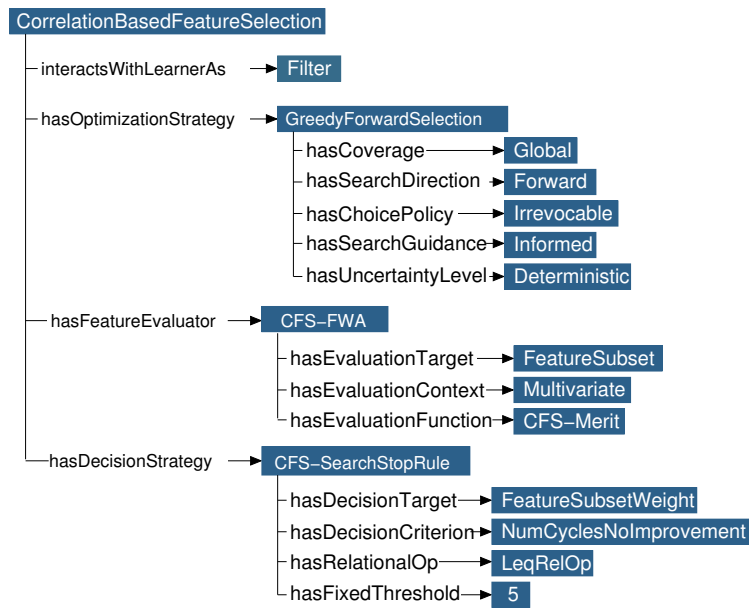 CorrelationBasedFeatureSelection
interactsWithLearnerAs Filter
hasOptimizationStrategy GreedyForwardSelection
hasCoverage Global
hasSearchDirection Forward
hasChoicePolicy Irrevocable
hasSearchGuidance Informed
hasUncertaintyLevel Deterministic
hasFeatureEvaluator CFS−FWA
hasEvaluationTarget FeatureSubset
hasEvaluationContext Multivariate
hasEvaluationFunction CFS−Merit
hasDecisionStrategy CFS−SearchStopRule
hasDecisionTarget FeatureSubsetWeight
hasDecisionCriterion NumCyclesNoImprovement
hasRelationalOp LeqRelOp
hasFixedThreshold 5